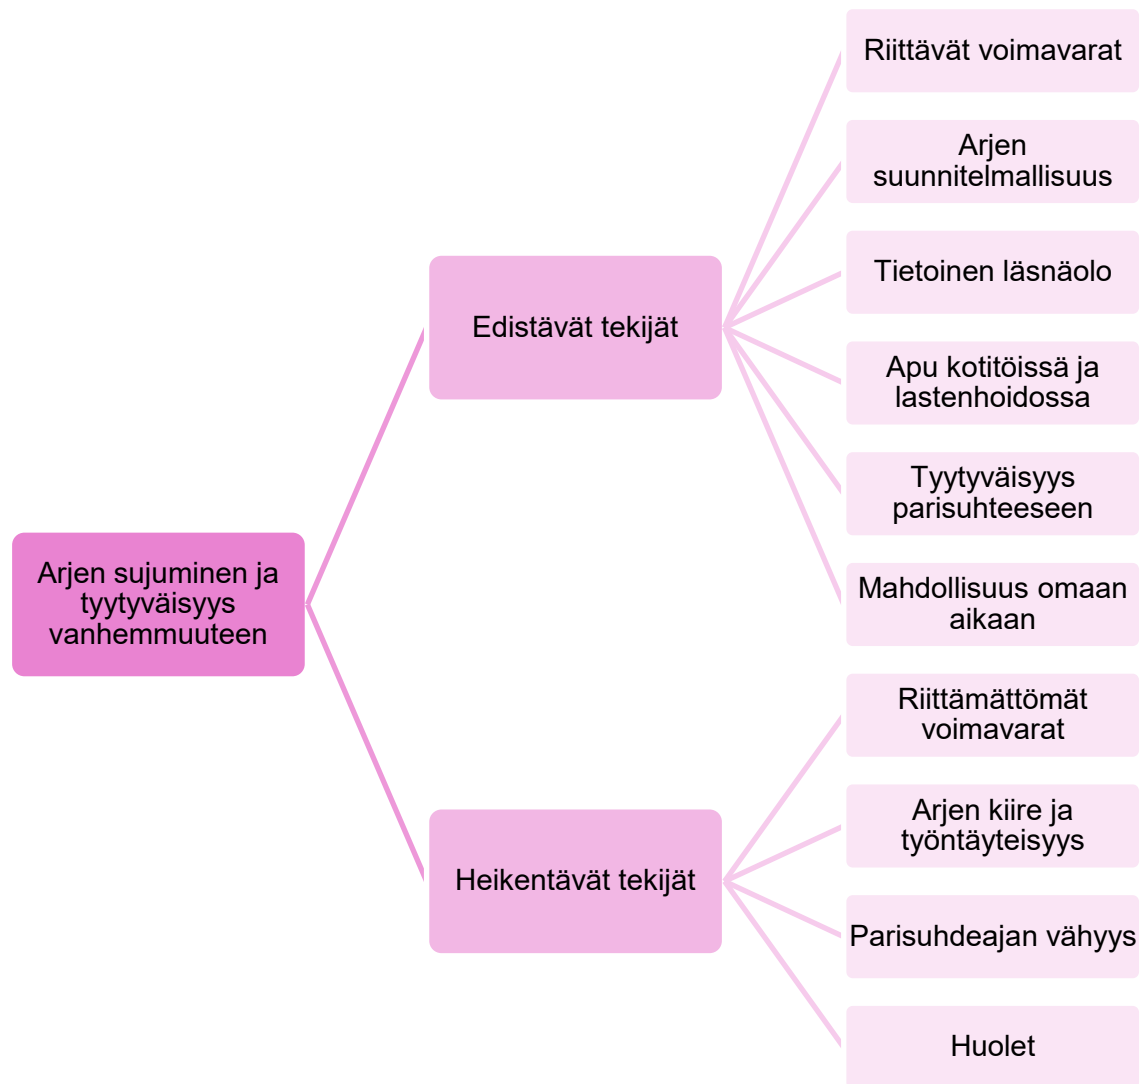 Riittävät voimavarat
Arjen
suunnitelmallisuus
Tietoinen läsnäolo
Edistävät tekijät
Apu kotitöissä ja
lastenhoidossa
Tyytyväisyys
parisuhteeseen
Arjen sujuminen ja
tyytyväisyys
vanhemmuuteen
Mahdollisuus omaan
aikaan
Riittämättömät
voimavarat
Arjen kiire ja
työntäyteisyys
Heikentävät tekijät
Parisuhdeajan vähyys
Huolet